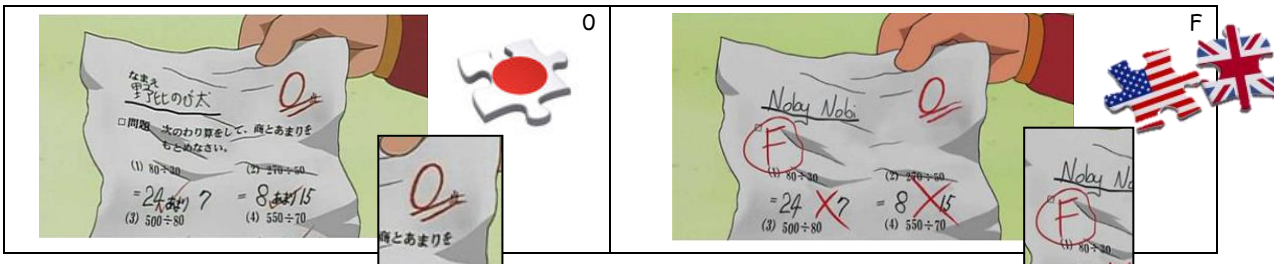 0
なまえ
野比のび太
0
□問題 次のわり算をして、商とあまりを
もとめなさい。
(1) 80÷30
(2) 270÷50
=24あまり7
=8あまり15
(3) 500÷80
(4) 550÷70
0
商とあまりを
F
Noby Nobi
0
F
(1) 80÷30
(2) 270÷50
=24 7
=8 15
(3) 500÷80
(4) 550÷70
Noby No
F
(1) 80÷30